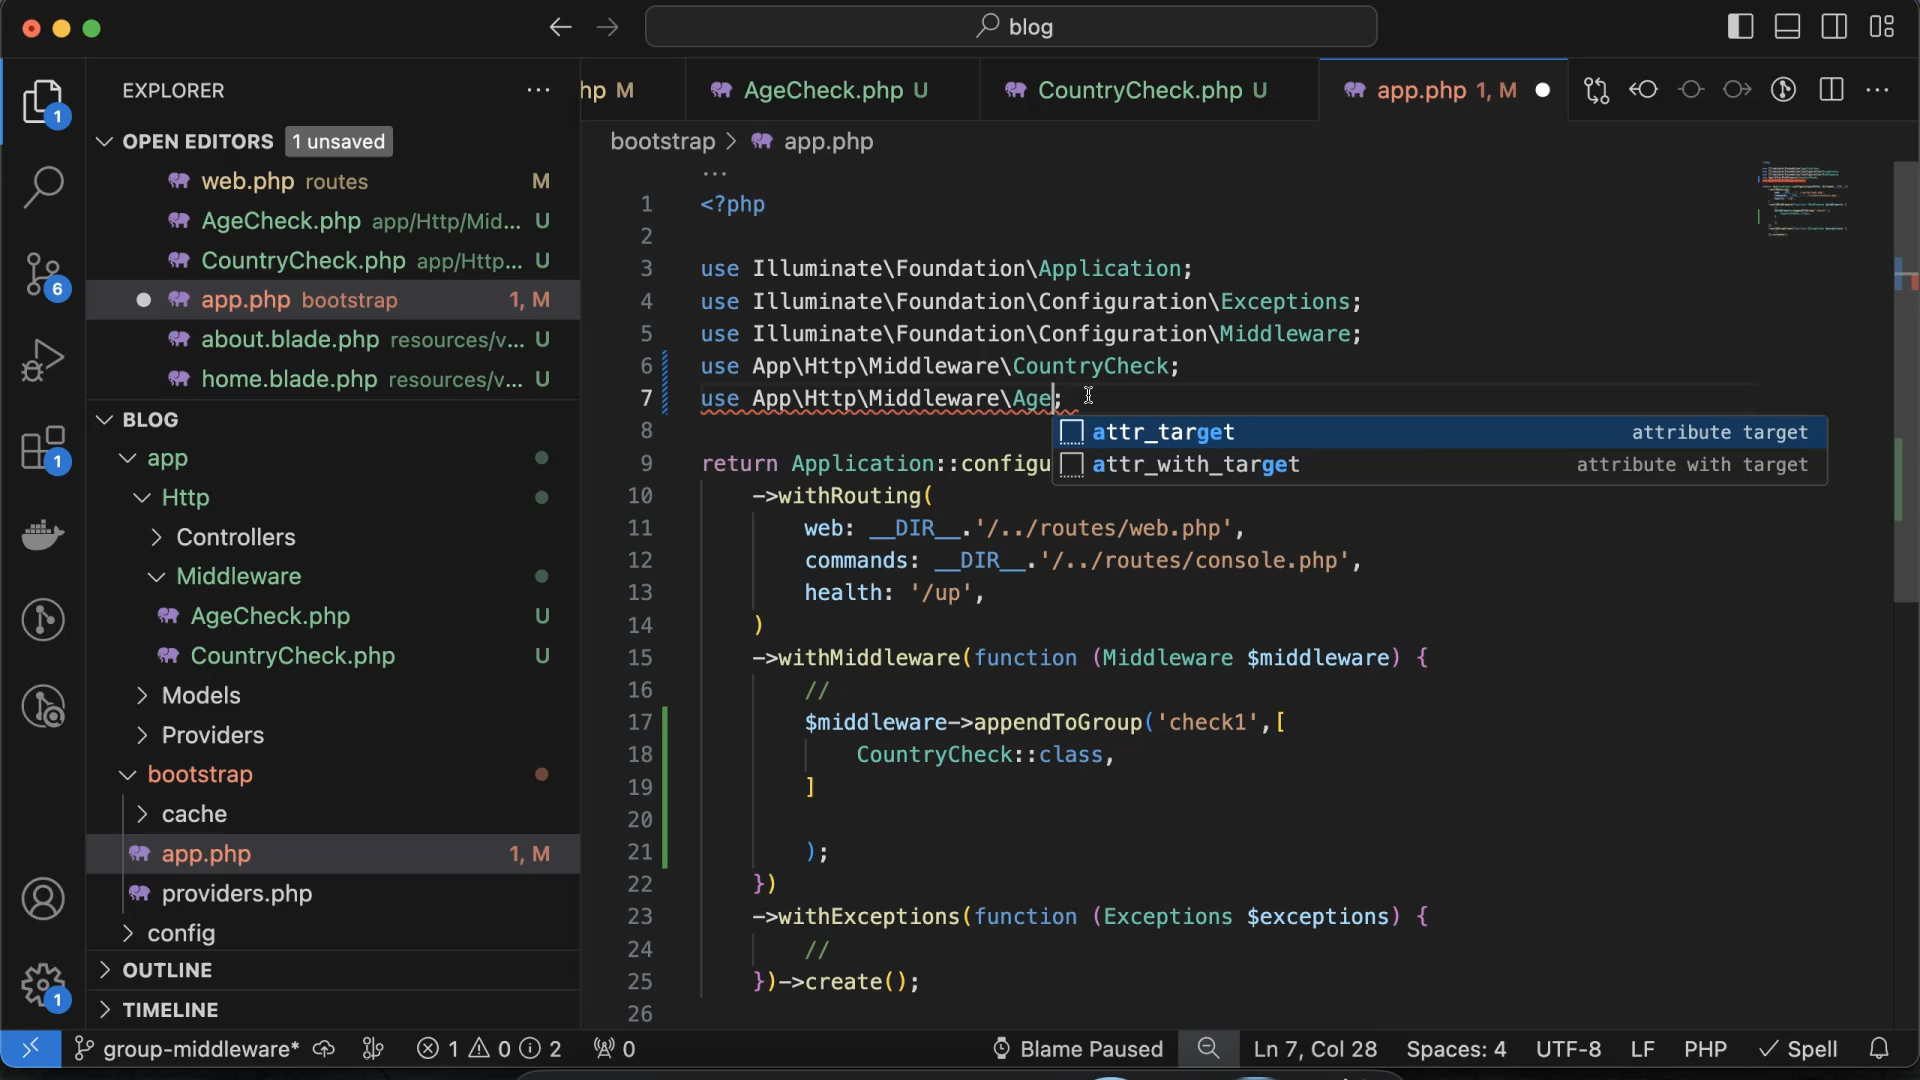 blog
EXPLORER
OPEN EDITORS 1 unsaved
web.php routes M
AgeCheck.php app/Http/Mid... U
CountryCheck.php app/Http... U
app.php bootstrap 1, M
about.blade.php resources/v... U
home.blade.php resources/v... U
BLOG
app
Http
Controllers
Middleware
AgeCheck.php U
CountryCheck.php U
Models
Providers
bootstrap
cache
app.php 1, M
providers.php
config
OUTLINE
TIMELINE
1
6
1
1
hp M
AgeCheck.php U
CountryCheck.php U
app.php 1, M
bootstrap > app.php
1 <?php
2
3 use Illuminate\Foundation\Application;
4 use Illuminate\Foundation\Configuration\Exceptions;
5 use Illuminate\Foundation\Configuration\Middleware;
6 use App\Http\Middleware\CountryCheck;
7 use App\Http\Middleware\Age;
attr_target attribute target
attr_with_target attribute with target
8
9 return Application::configu
10 ->withRouting(
11 web: __DIR__.'/../routes/web.php',
12 commands: __DIR__.'/../routes/console.php',
13 health: '/up',
14 )
15 ->withMiddleware(function (Middleware $middleware) {
16 //
17 $middleware->appendToGroup('check1',[
18 CountryCheck::class,
19 ]
20
21 );
22 })
23 ->withExceptions(function (Exceptions $exceptions) {
24 //
25 })->create();
26
group-middleware* 1 0 2 0 Blame Paused Ln 7, Col 28 Spaces: 4 UTF-8 LF PHP Spell